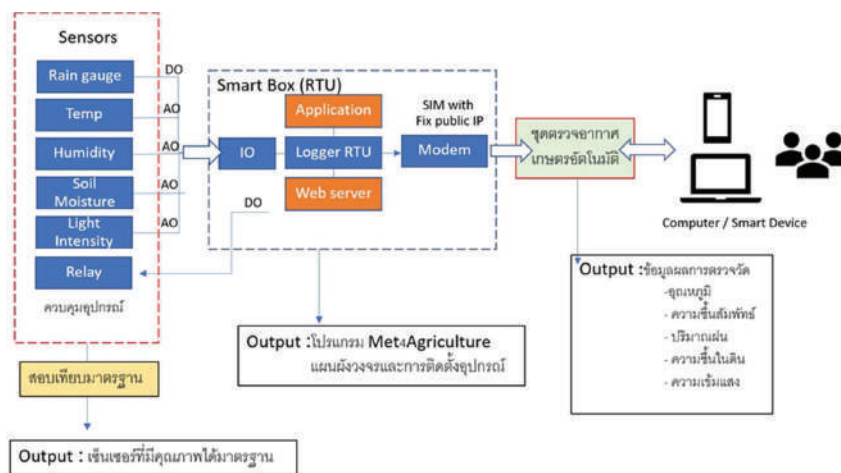 Sensors
Rain gauge
DO
Temp
AO
Humidity
AO
Soil
Moisture
AO
Light
Intensity
AO
Relay
ควบคุมอุปกรณ์
Smart Box (RTU)
Application
IO
Logger RTU
Web server
DO
SIM with
Fix public IP
Modem
ชุดตรวจอากาศ
เกษตรอัตโนมัติ
Computer / Smart Device
สอบเทียบมาตรฐาน
Output : เซ็นเซอร์ที่มีคุณภาพได้มาตรฐาน
Output :โปรแกรม Met4Agriculture
แผนผังวงจรและการติดตั้งอุปกรณ์
Output :ข้อมูลผลการตรวจวัด
-อุณหภูมิ
-ความชื้นสัมพัทธ์
-ปริมาณฝน
-ความชื้นในดิน
-ความเข้มแสง